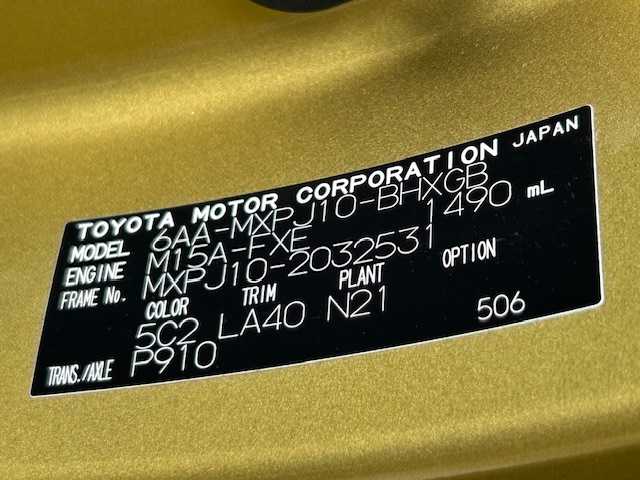 TOYOTA MOTOR CORPORATION JAPAN
MODEL 6AA-MXPJ10-BHXGB
ENGINE M15A-FXE 1490 mL
FRAME No. MXPJ10-2032531
COLOR TRIM PLANT OPTION
5C2 LA40 N21
TRANS./AXLE P910 506